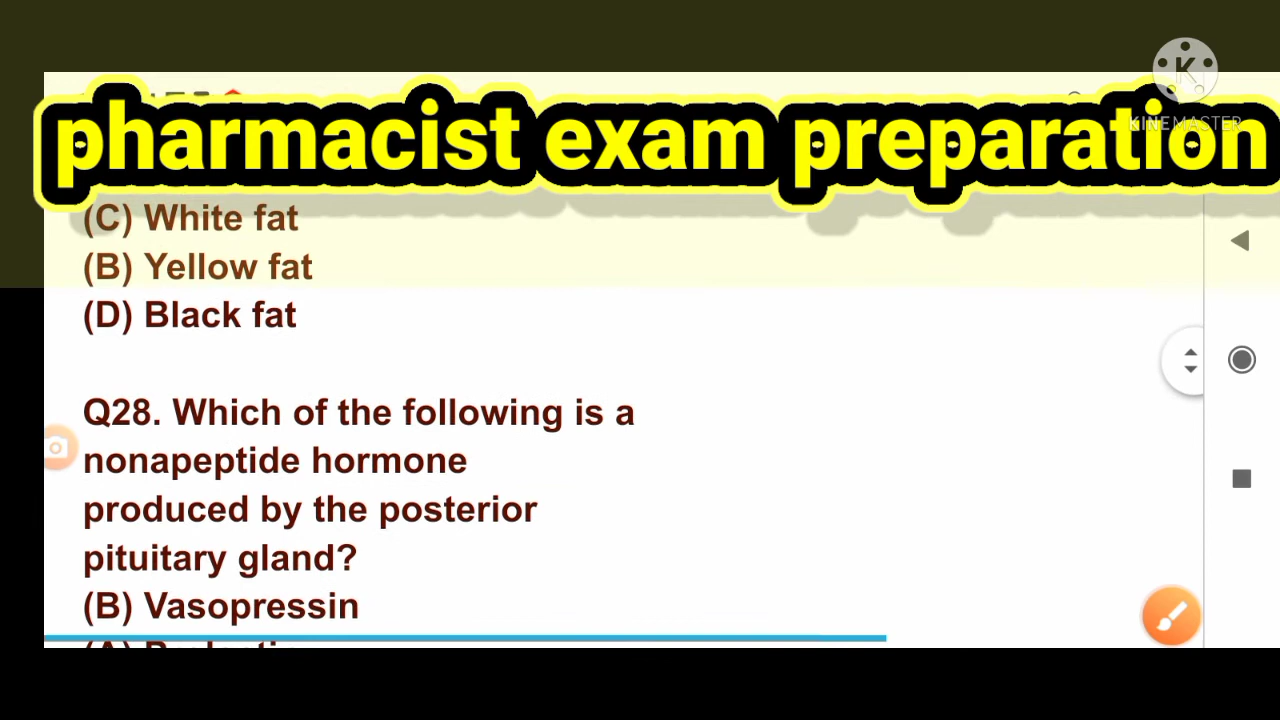 pharmacist exam preparation
KINEMASTER
(C) White fat
(B) Yellow fat
(D) Black fat
Q28. Which of the following is a
nonapeptide hormone
produced by the posterior
pituitary gland?
(B) Vasopressin